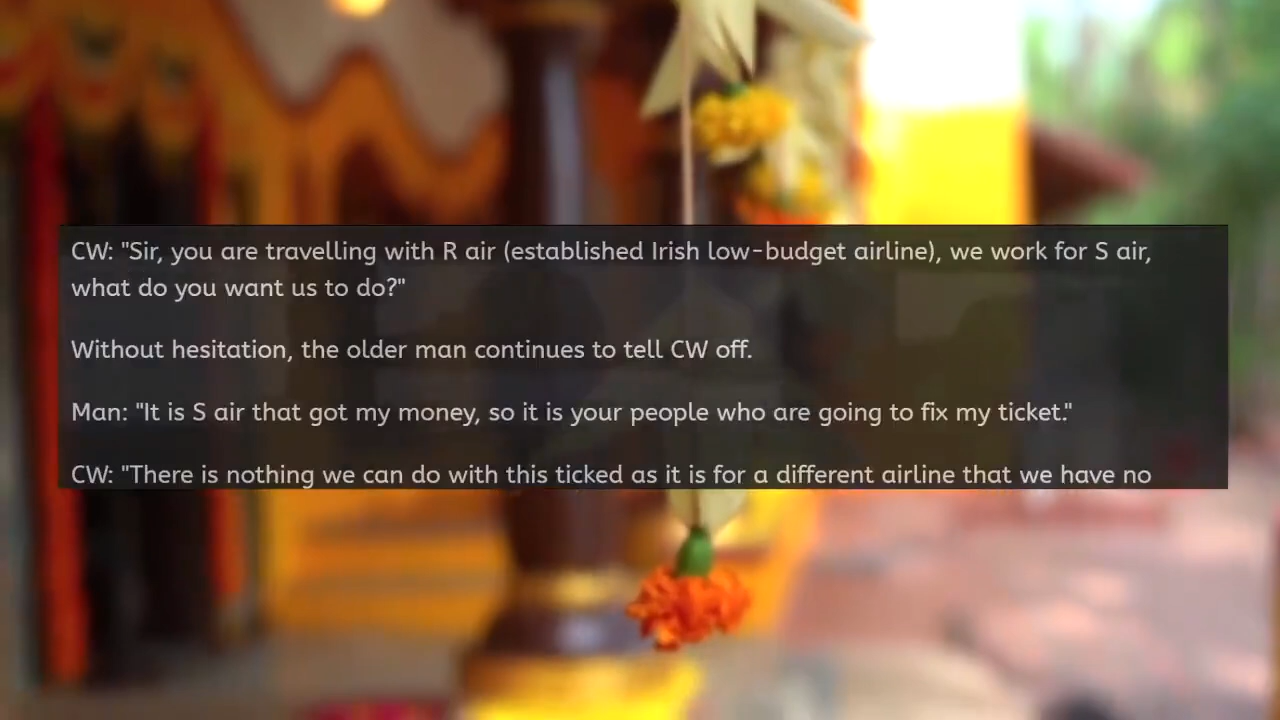 CW: "Sir, you are travelling with R air (established Irish low-budget airline), we work for S air,
what do you want us to do?"
Without hesitation, the older man continues to tell CW off.
Man: "It is S air that got my money, so it is your people who are going to fix my ticket."
CW: "There is nothing we can do with this ticked as it is for a different airline that we have no